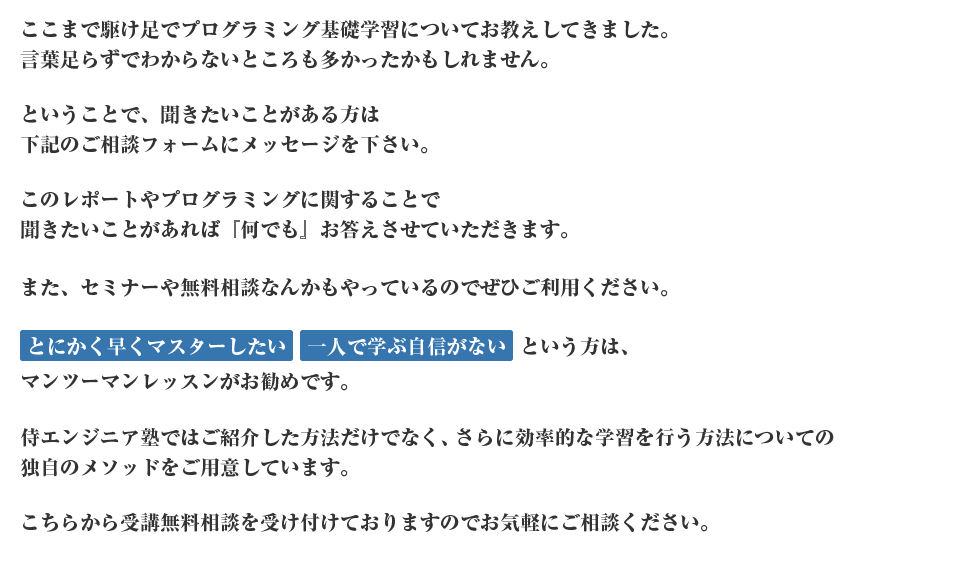 ここまで駆け足でプログラミング基礎学習についてお教えしてきました。
言葉足らずでわからないところも多かったかもしれません。
ということで、聞きたいことがある方は
下記のご相談フォームにメッセージを下さい。
このレポートやプログラミングに関することで
聞きたいことがあれば「何でも』お答えさせていただきます。
また、セミナーや無料相談なんかもやっているのでぜひご利用ください。
とにかく早くマスターしたい 一人で学ぶ自信がない という方は、
マンツーマンレッスンがお勧めです。
侍エンジニア塾ではご紹介した方法だけでなく、さらに効率的な学習を行う方法についての
独自のメソッドをご用意しています。
こちらから受講無料相談を受け付けておりますのでお気軽にご相談ください。